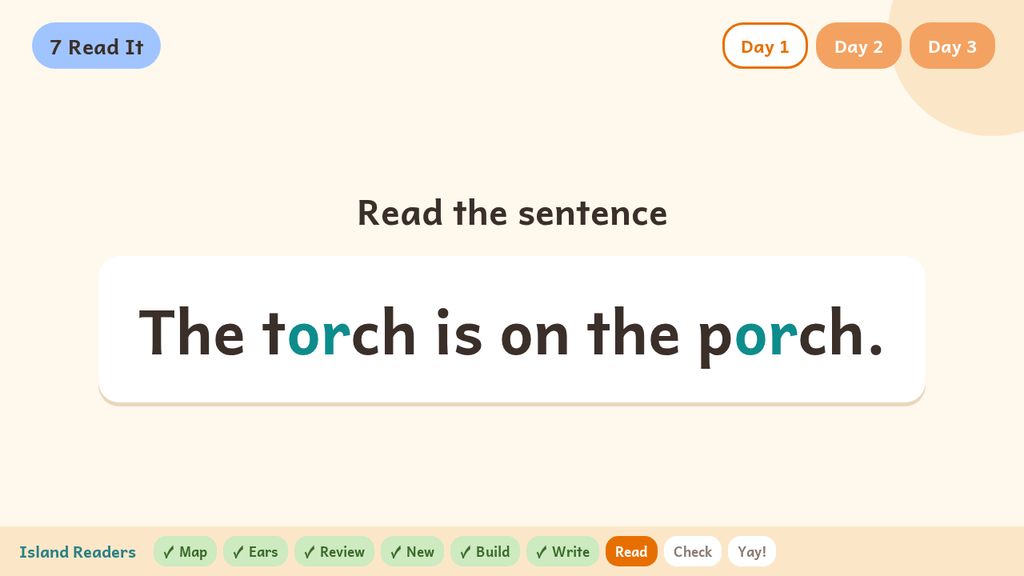 7 Read It
Day 1
Day 2
Day 3
Read the sentence
The torch is on the porch.
Island Readers
✓ Map
✓ Ears
✓ Review
✓ New
✓ Build
✓ Write
Read
Check
Yay!